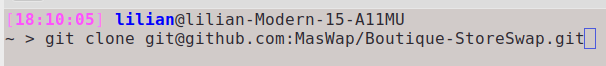 [18:10:05] lilian@lilian-Modern-15-A11MU
~ > git clone git@github.com:MasWap/Boutique-StoreSwap.git